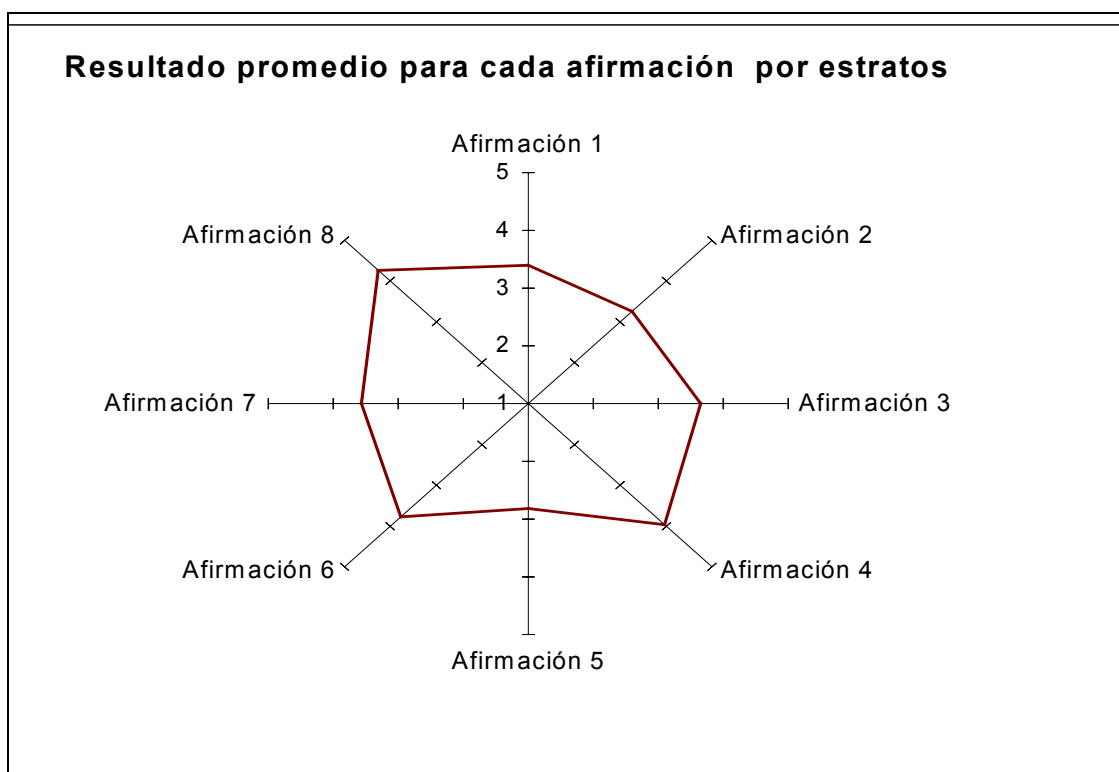 Resultado promedio para cada afirmación por estratos
Afirmación 1
5
Afirmación 8
4
Afirmación 2
3
2
Afirmación 7
1
Afirmación 3
Afirmación 6
Afirmación 4
Afirmación 5